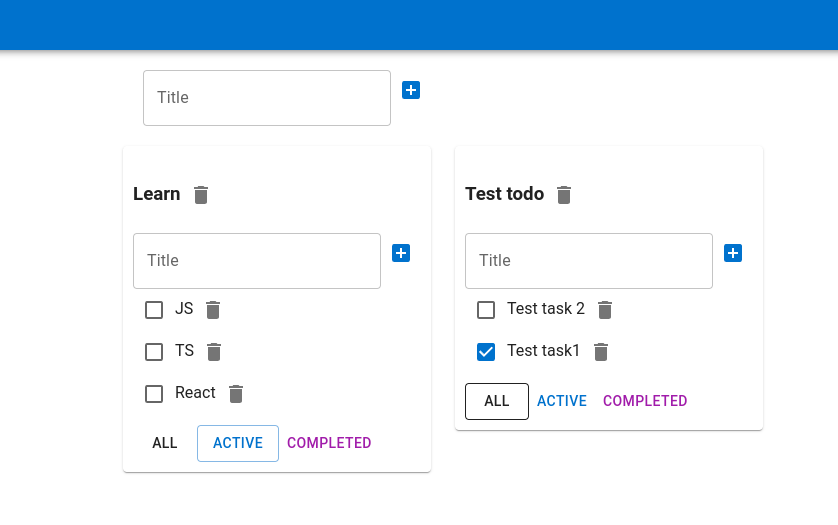 Title
Learn
Title
JS
TS
React
ALL ACTIVE COMPLETED
Test todo
Title
Test task 2
Test task1
ALL ACTIVE COMPLETED